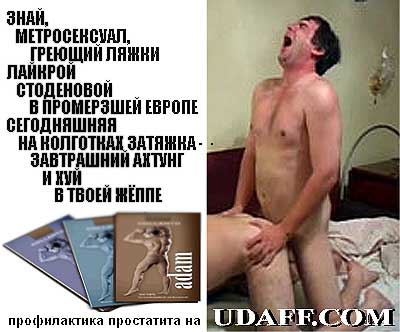 ЗНАЙ,
МЕТРОСЕКСУАЛ,
ГРЕЮЩИЙ ЛЯЖКИ
ЛАЙКРОЙ
СТОДЕНОВОЙ
В ПРОМЕРЗШЕЙ ЕВРОПЕ
СЕГОДНЯШНЯЯ
НА КОЛГОТКАХ ЗАТЯЖКА -
ЗАВТРАШНИЙ АХТУНГ
И ХУЙ
В ТВОЕЙ ЖЁППЕ
adam
профилактика простатита на
UDAFF.COM